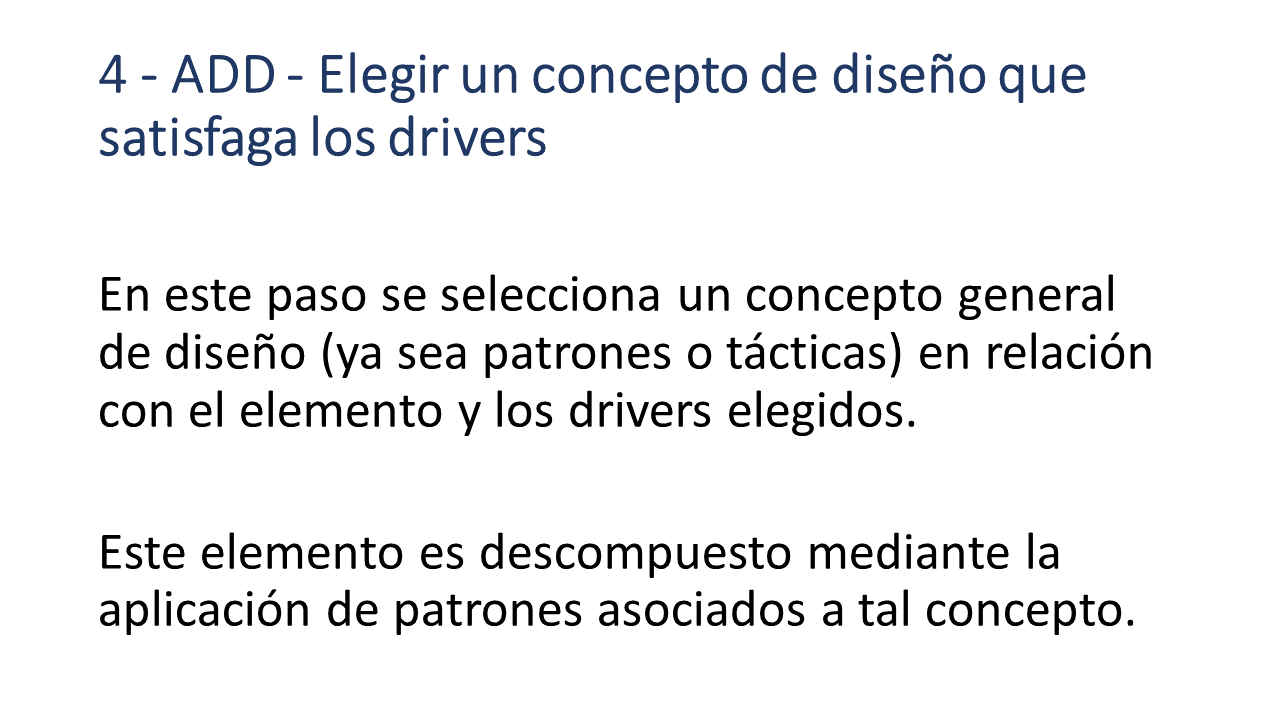 4 - ADD - Elegir un concepto de diseño que
satisfaga los drivers
En este paso se selecciona un concepto general
de diseño (ya sea patrones o tácticas) en relación
con el elemento y los drivers elegidos.
Este elemento es descompuesto mediante la
aplicación de patrones asociados a tal concepto.